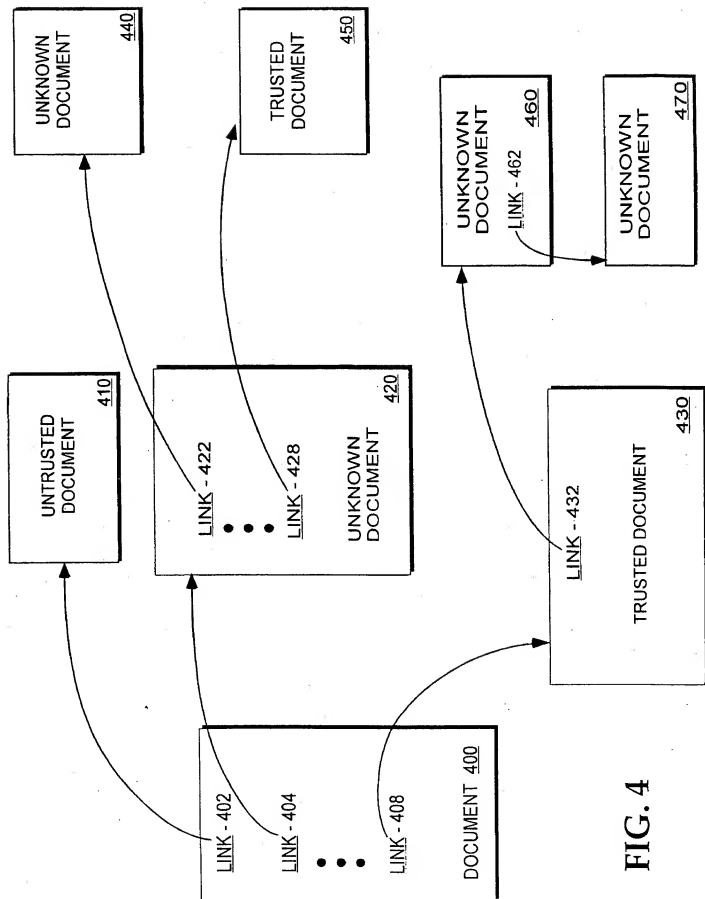 UNKNOWN
DOCUMENT
440
TRUSTED
DOCUMENT
450
UNKNOWN
DOCUMENT
460
LINK - 462
UNKNOWN
DOCUMENT
470
UNTRUSTED
DOCUMENT
410
LINK - 422
LINK - 428
UNKNOWN
DOCUMENT
420
LINK - 432
TRUSTED DOCUMENT
430
LINK - 402
LINK - 404
LINK - 408
DOCUMENT 400
FIG. 4